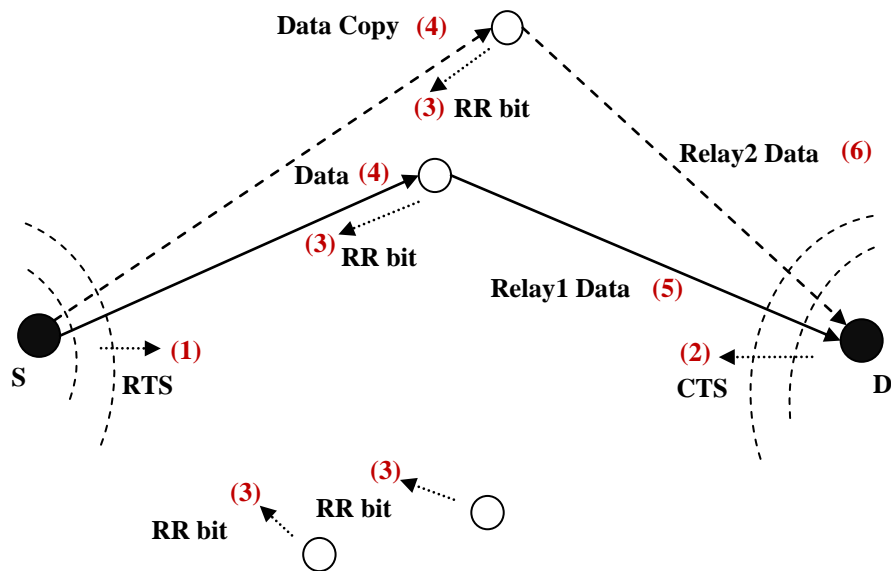 Data Copy (4)
(3) RR bit
Relay2 Data (6)
Data (4)
(3)
RR bit
Relay1 Data (5)
(1)
(2)
S
RTS
CTS
D
(3)
(3)
RR bit
RR bit